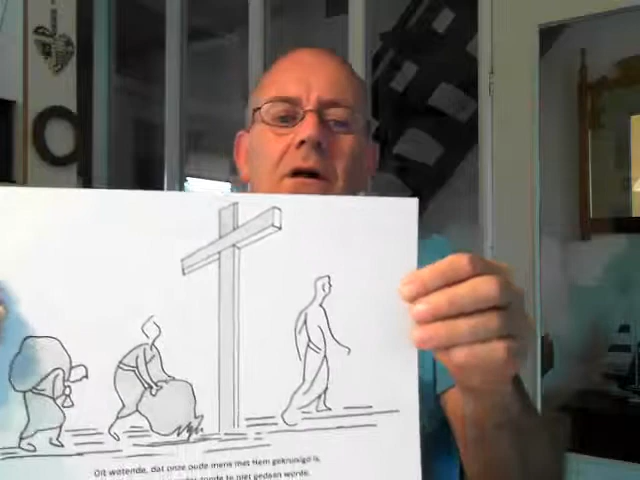 Dit wetende, dat onze oude mens met Hem gekruisigd is,
zonde te niet gedaan worde.